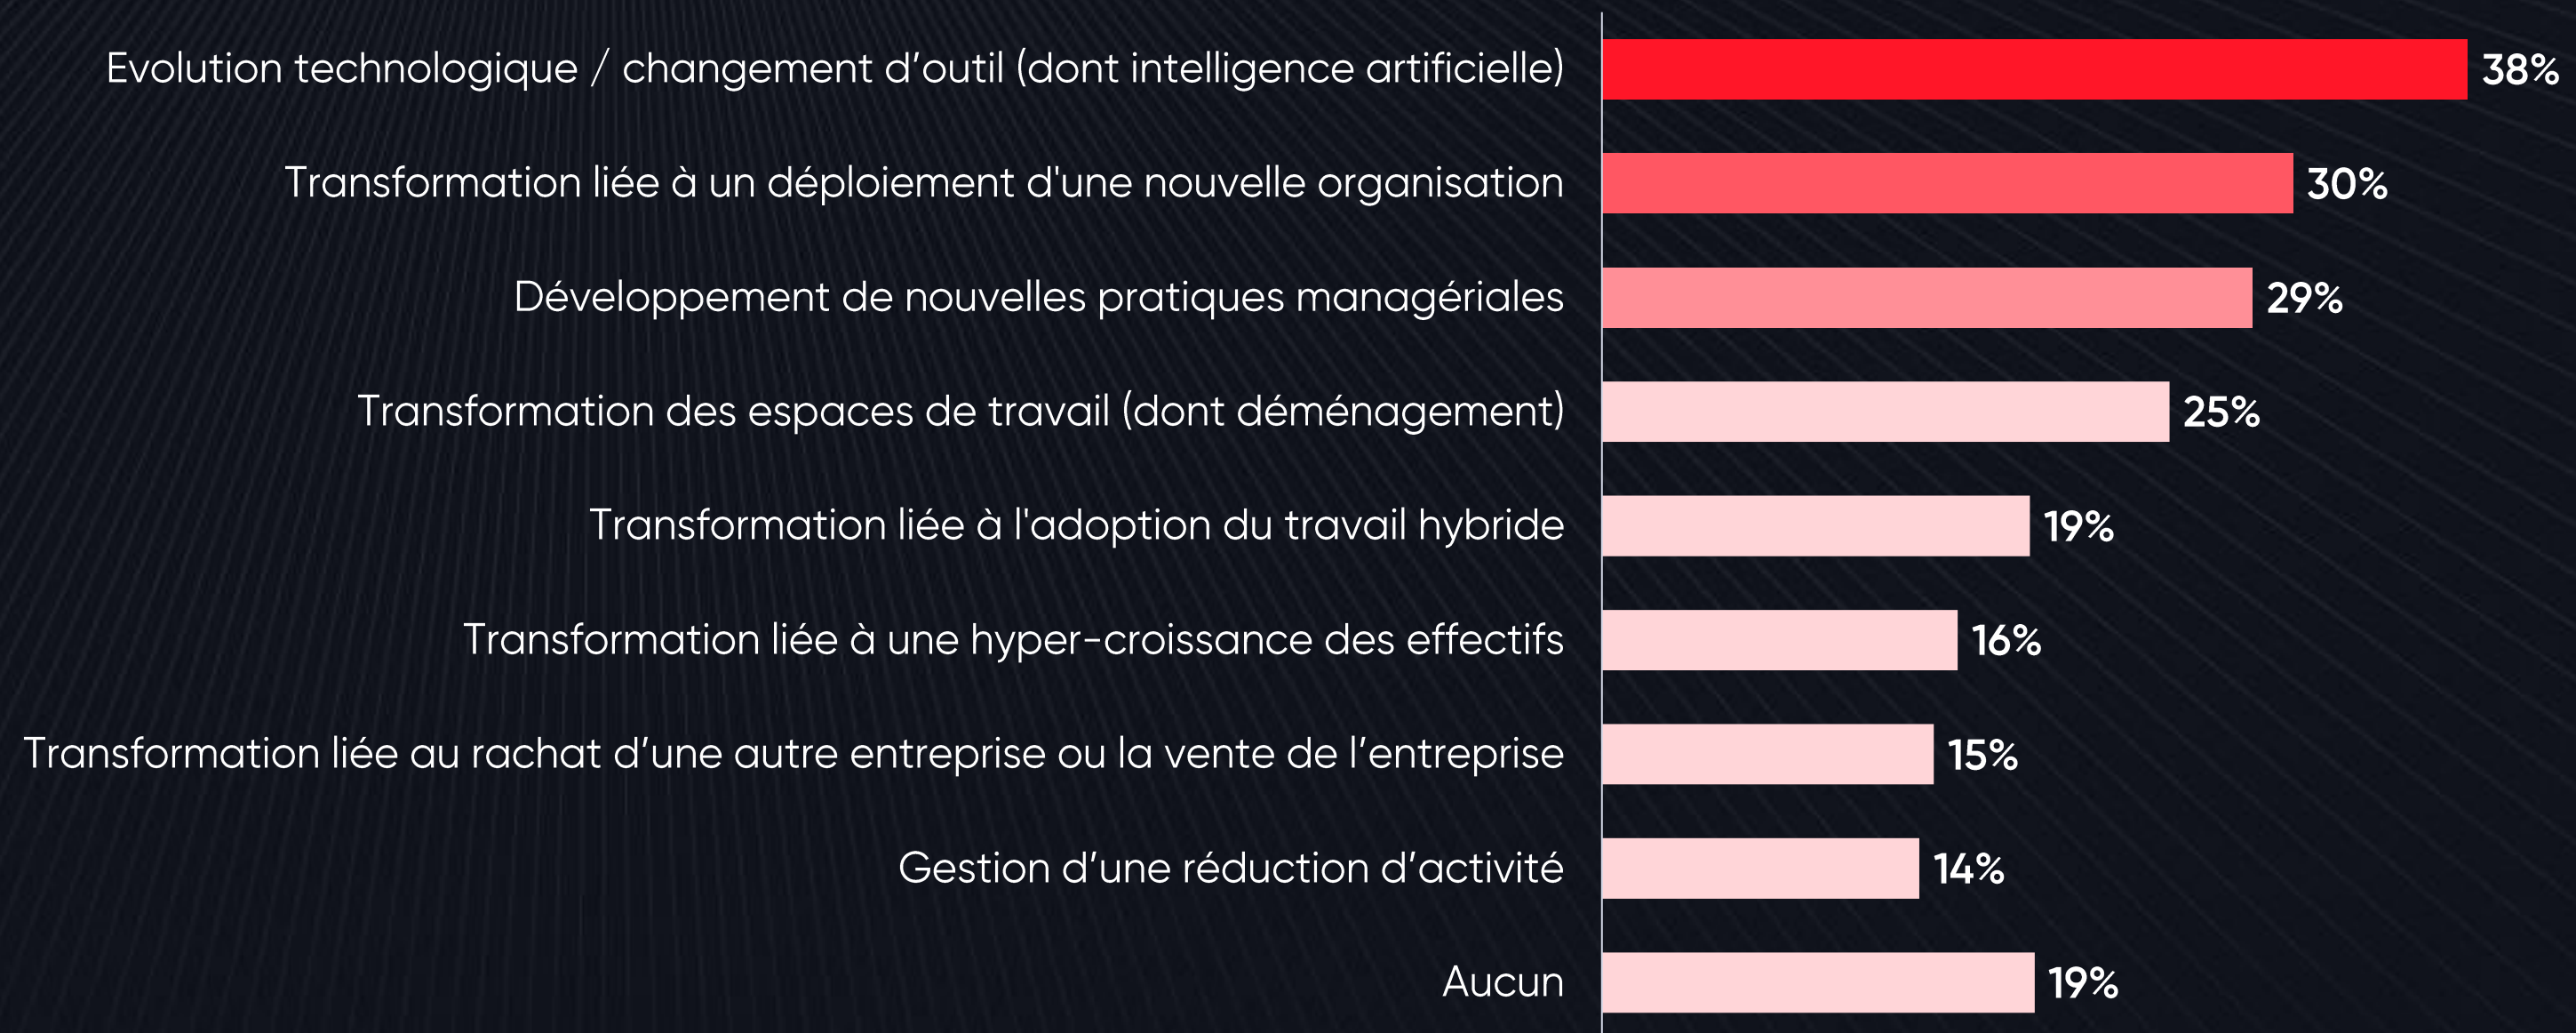 Evolution technologique / changement d’outil (dont intelligence artificielle) 38%
Transformation liée à un déploiement d'une nouvelle organisation 30%
Développement de nouvelles pratiques managériales 29%
Transformation des espaces de travail (dont déménagement) 25%
Transformation liée à l'adoption du travail hybride 19%
Transformation liée à une hyper-croissance des effectifs 16%
Transformation liée au rachat d’une autre entreprise ou la vente de l’entreprise 15%
Gestion d’une réduction d’activité 14%
Aucun 19%